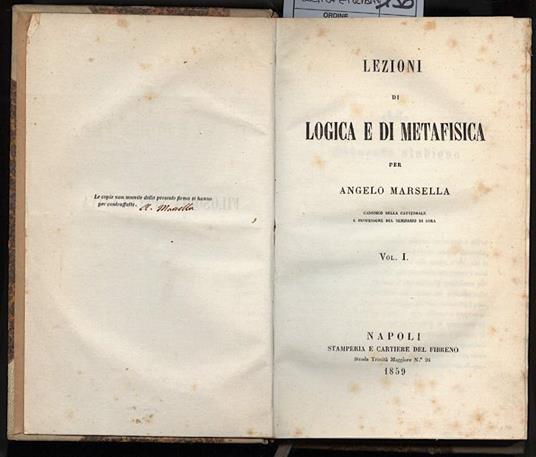 ORDINE
Le copie non munite della presente firma si hanno
per contraffatte. A. Marsella
LEZIONI
DI
LOGICA E DI METAFISICA
PER
ANGELO MARSELLA
CANONICO DELLA CATTEDRALE
E PROFESSORE DEL SEMINARIO DI SORA
VOL. I.
NAPOLI
STAMPERIA E CARTIERE DEL FIBRENO
Strada Trinità Maggiore N.° 26
1859